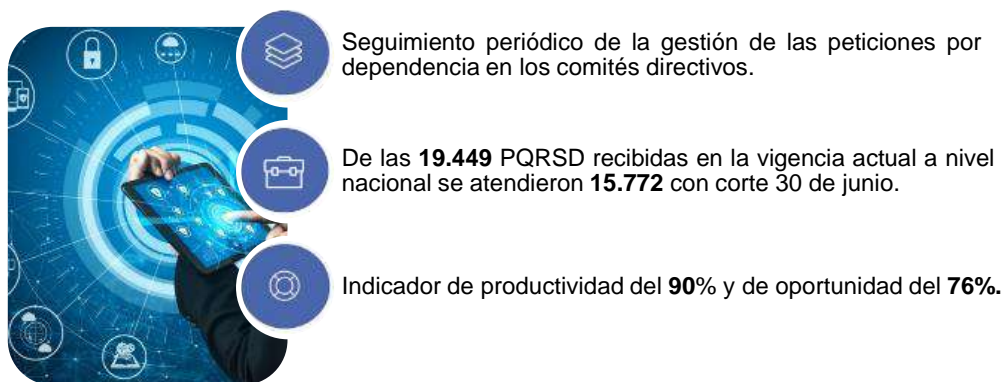 Seguimiento periódico de la gestión de las peticiones por
dependencia en los comités directivos.
De las 19.449 PQRSD recibidas en la vigencia actual a nivel
nacional se atendieron 15.772 con corte 30 de junio.
Indicador de productividad del 90% y de oportunidad del 76%.